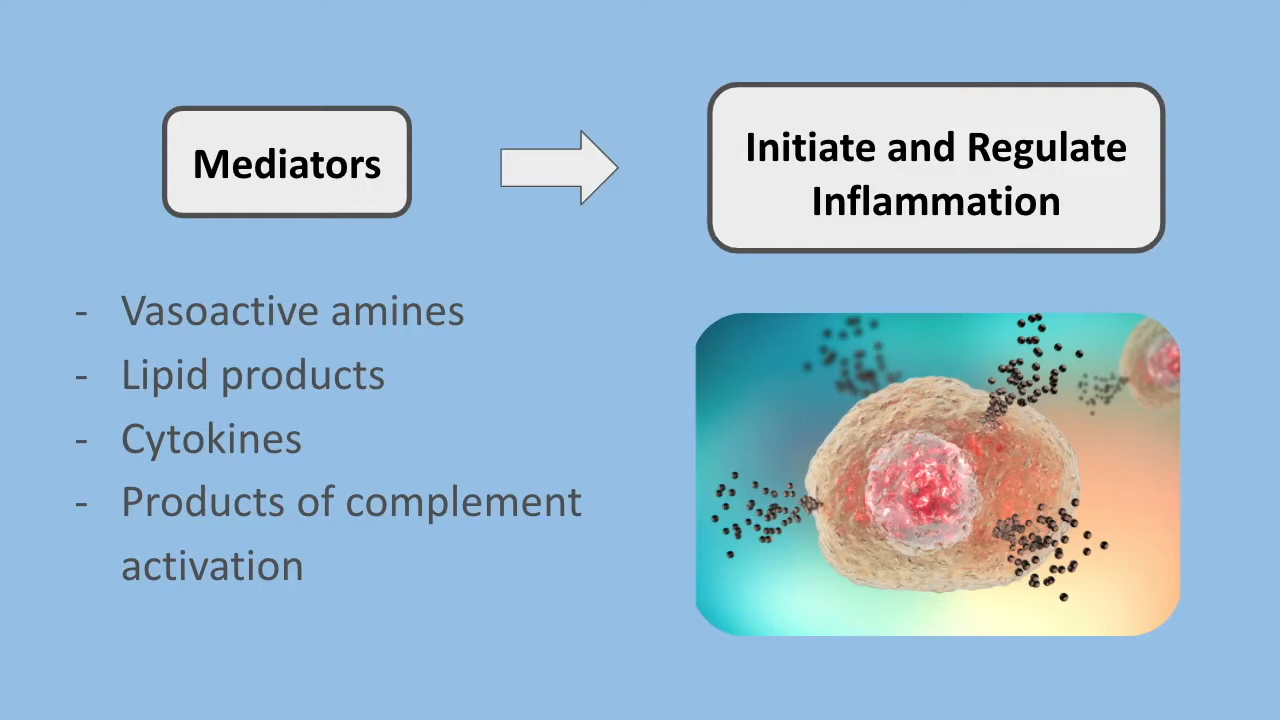 Mediators
Initiate and Regulate
Inflammation
- Vasoactive amines
- Lipid products
- Cytokines
- Products of complement
activation